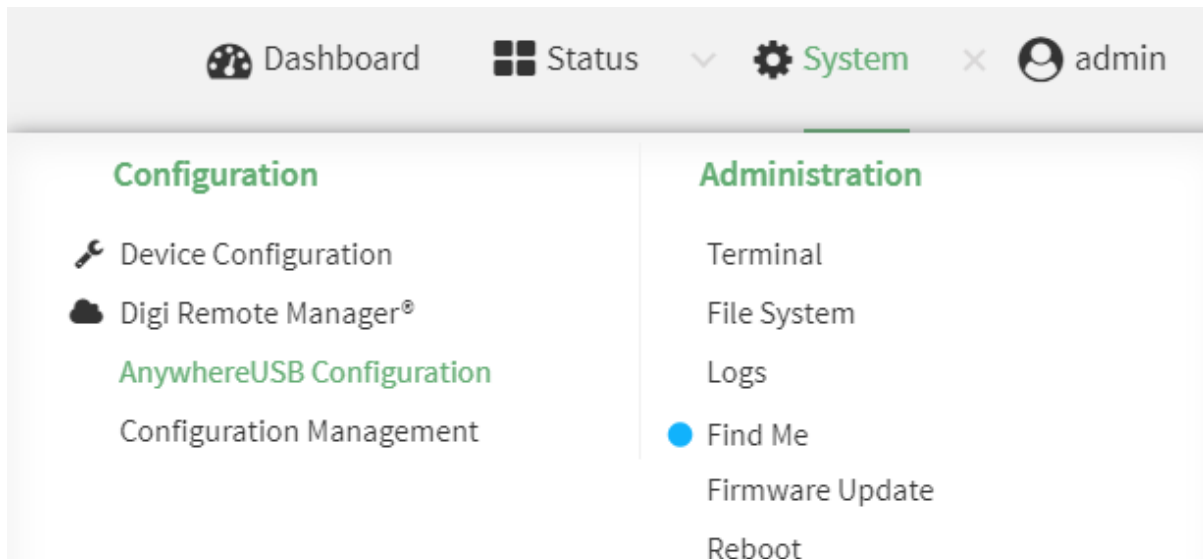 Dashboard Status System admin
Configuration
Device Configuration
Digi Remote Manager®
AnywhereUSB Configuration
Configuration Management
Administration
Terminal
File System
Logs
Find Me
Firmware Update
Reboot